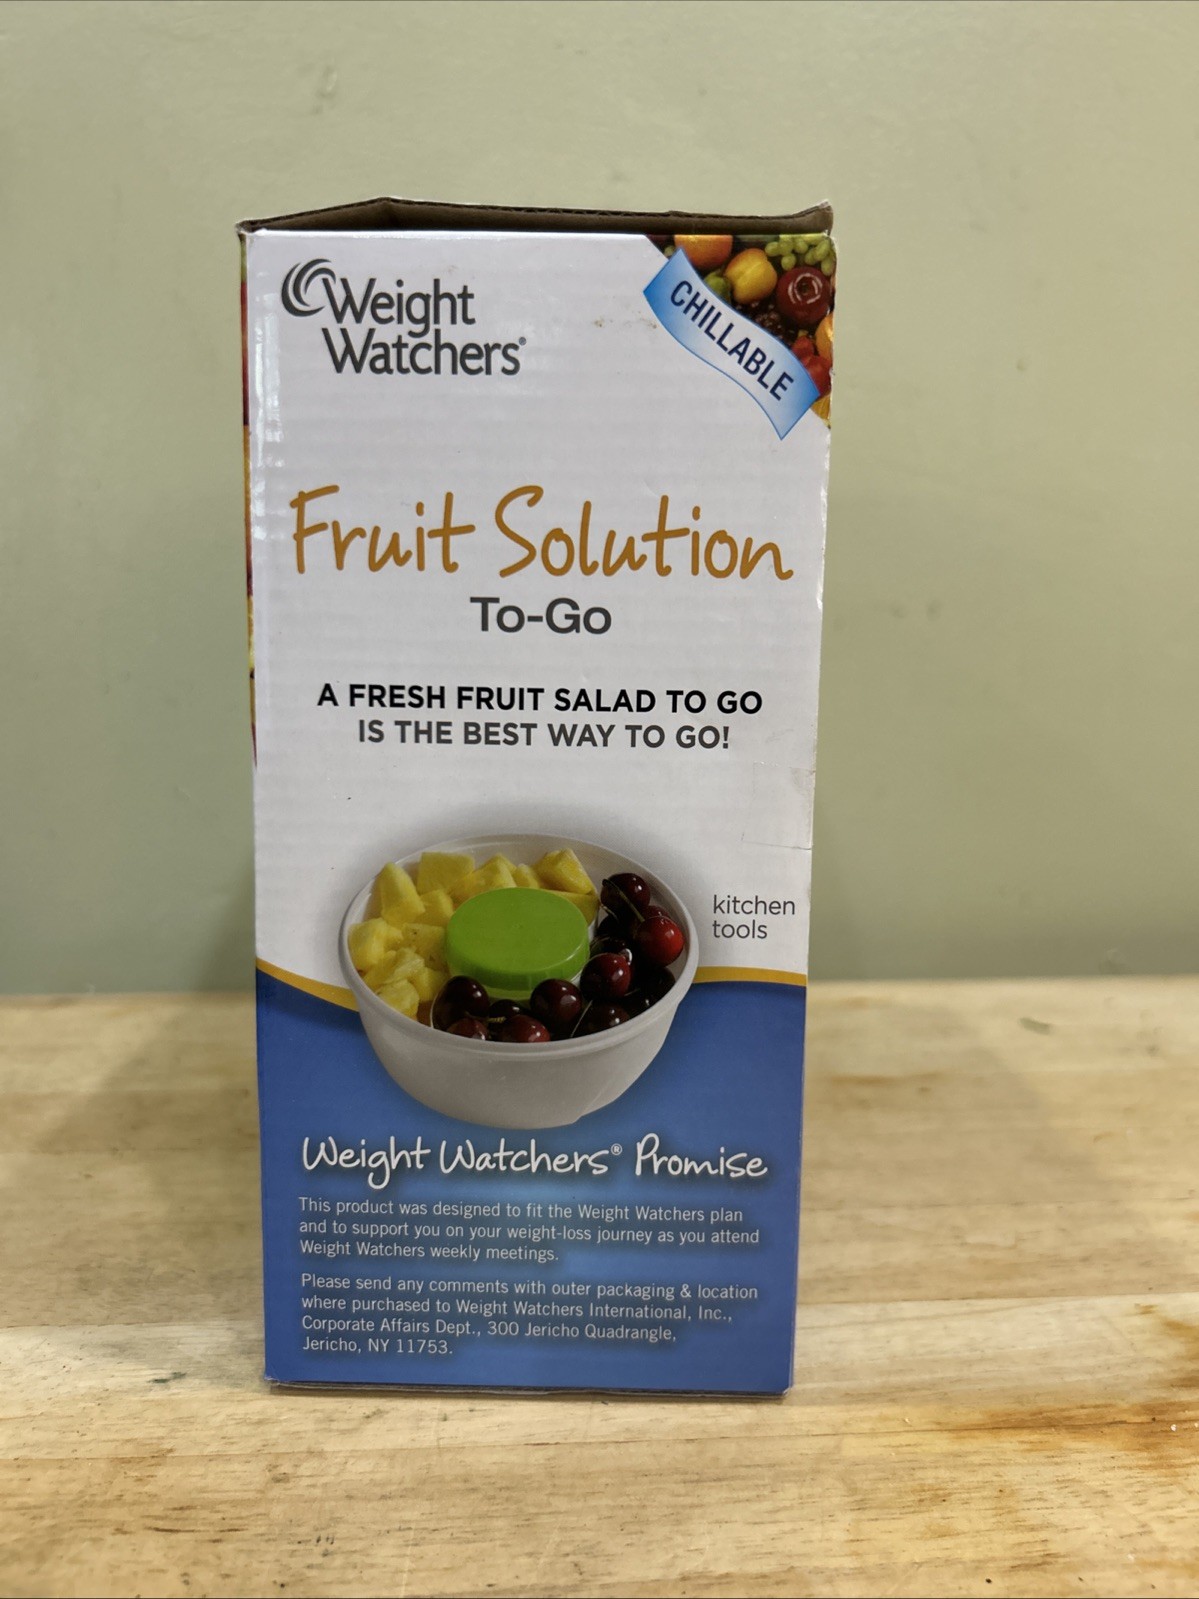 Weight
Watchers®
CHILLABLE
Fruit Solution
To-Go
A FRESH FRUIT SALAD TO GO
IS THE BEST WAY TO GO!
kitchen
tools
Weight Watchers® Promise
This product was designed to fit the Weight Watchers plan
and to support you on your weight-loss journey as you attend
Weight Watchers weekly meetings.
Please send any comments with outer packaging & location
where purchased to Weight Watchers International, Inc.,
Corporate Affairs Dept., 300 Jericho Quadrangle,
Jericho, NY 11753.